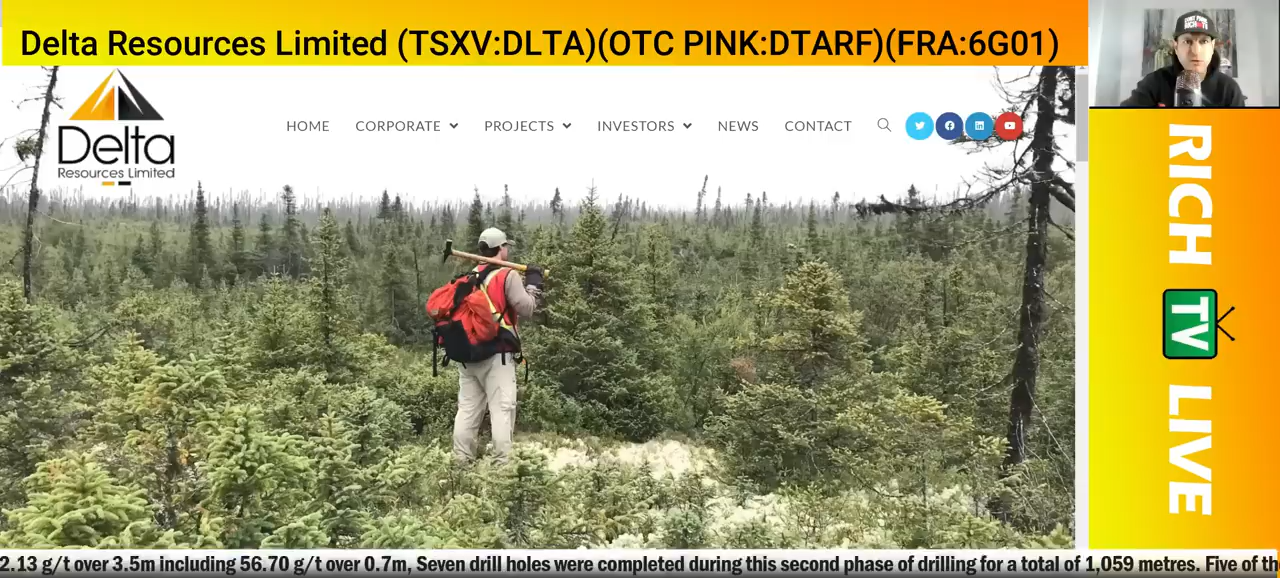 Delta Resources Limited (TSXV:DLTA)(OTC PINK:DTARF)(FRA:6G01)
Delta
Resources Limited
HOME CORPORATE PROJECTS INVESTORS NEWS CONTACT
RICH TV LIVE
2.13 g/t over 3.5m including 56.70 g/t over 0.7m, Seven drill holes were completed during this second phase of drilling for a total of 1,059 metres. Five of th